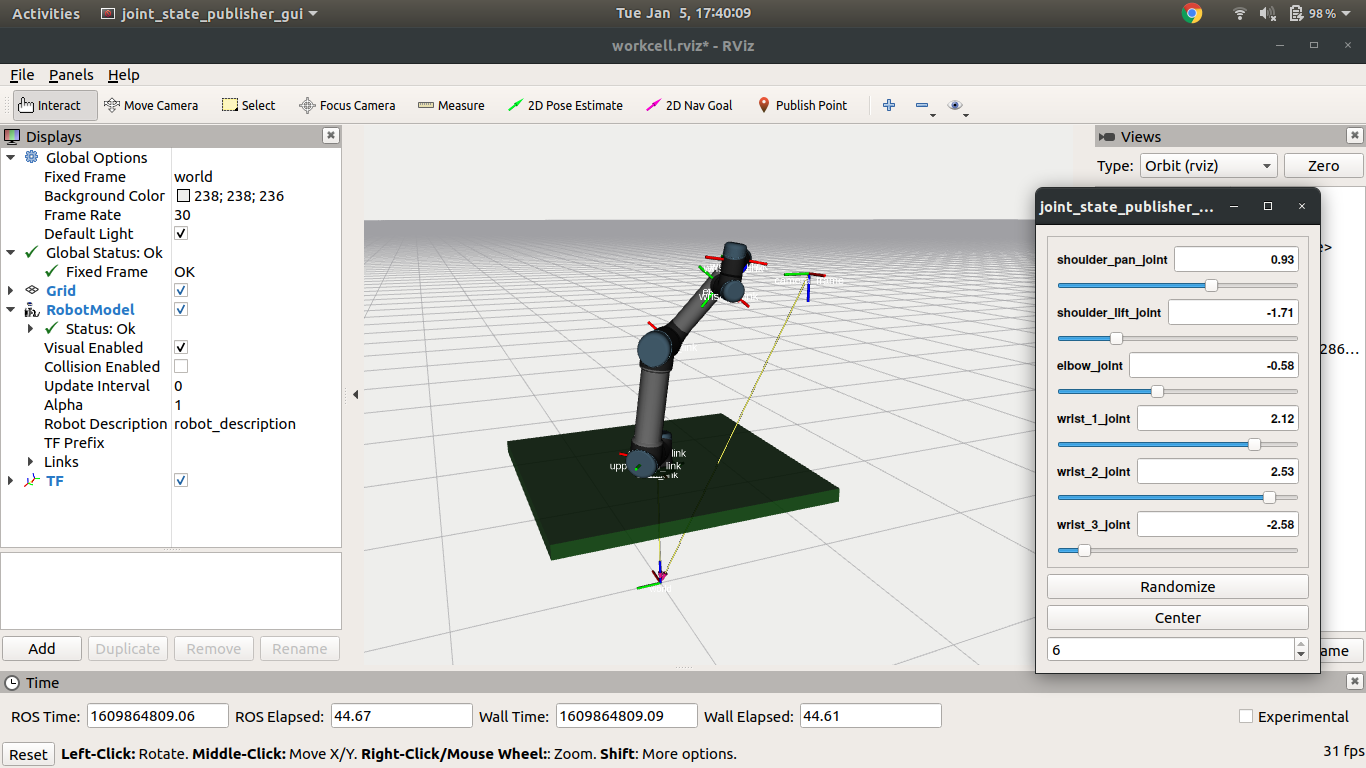 Activities joint_state_publisher_gui Tue Jan 5, 17:40:09 98%
workcell.rviz* - RViz
File Panels Help
Interact Move Camera Select Focus Camera Measure 2D Pose Estimate 2D Nav Goal Publish Point
Displays
Global Options
Fixed Frame world
Background Color 238; 238; 236
Frame Rate 30
Default Light
Global Status: Ok
Fixed Frame OK
Grid
RobotModel
Status: Ok
Visual Enabled
Collision Enabled
Update Interval 0
Alpha 1
Robot Description robot_description
TF Prefix
Links
TF
Add Duplicate Remove Rename
Views
Type: Orbit (rviz) Zero
286...
ame
joint_state_publisher_...
shoulder_pan_joint 0.93
shoulder_lift_joint -1.71
elbow_joint -0.58
wrist_1_joint 2.12
wrist_2_joint 2.53
wrist_3_joint -2.58
Randomize
Center
6
Time
ROS Time: 1609864809.06 ROS Elapsed: 44.67 Wall Time: 1609864809.09 Wall Elapsed: 44.61 Experimental
Reset Left-Click: Rotate. Middle-Click: Move X/Y. Right-Click/Mouse Wheel:: Zoom. Shift: More options. 31 fps